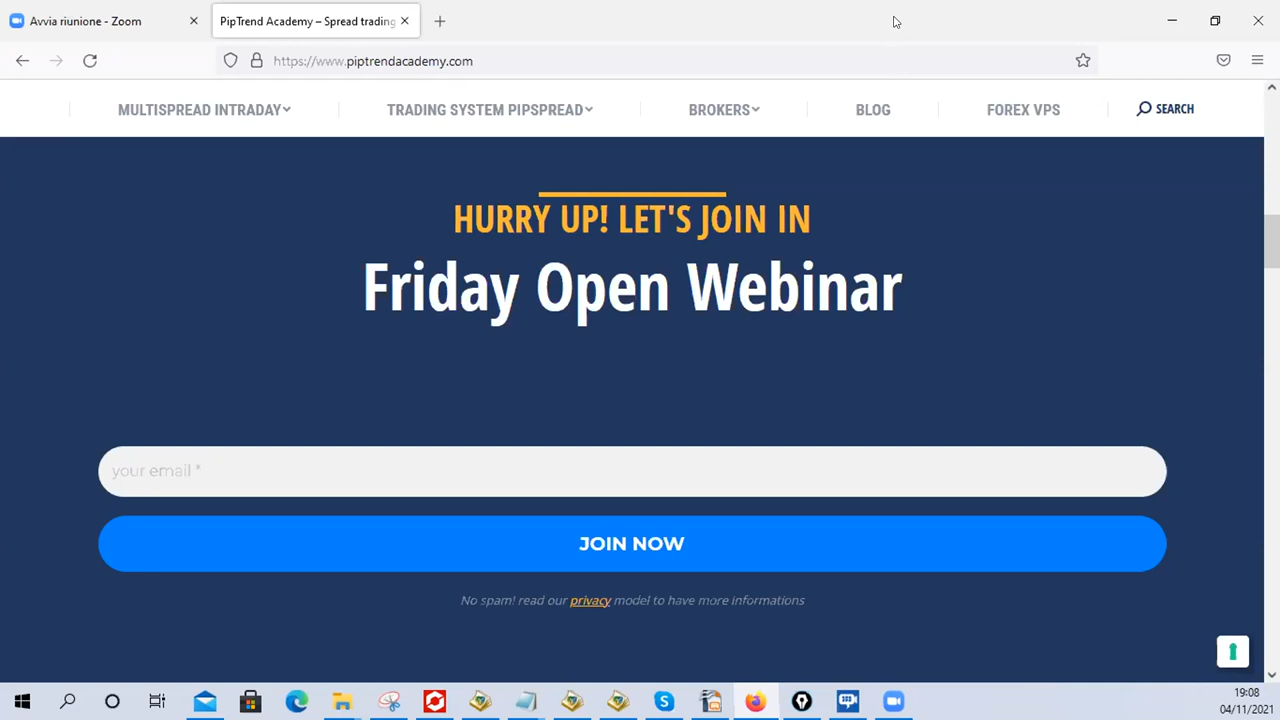 Avvia riunione - Zoom
PipTrend Academy – Spread trading
https://www.piptrendacademy.com
MULTISPREAD INTRADAY
TRADING SYSTEM PIPSPREAD
BROKERS
BLOG
FOREX VPS
SEARCH
HURRY UP! LET'S JOIN IN
Friday Open Webinar
your email *
JOIN NOW
No spam! read our privacy model to have more informations
19:08
04/11/2021